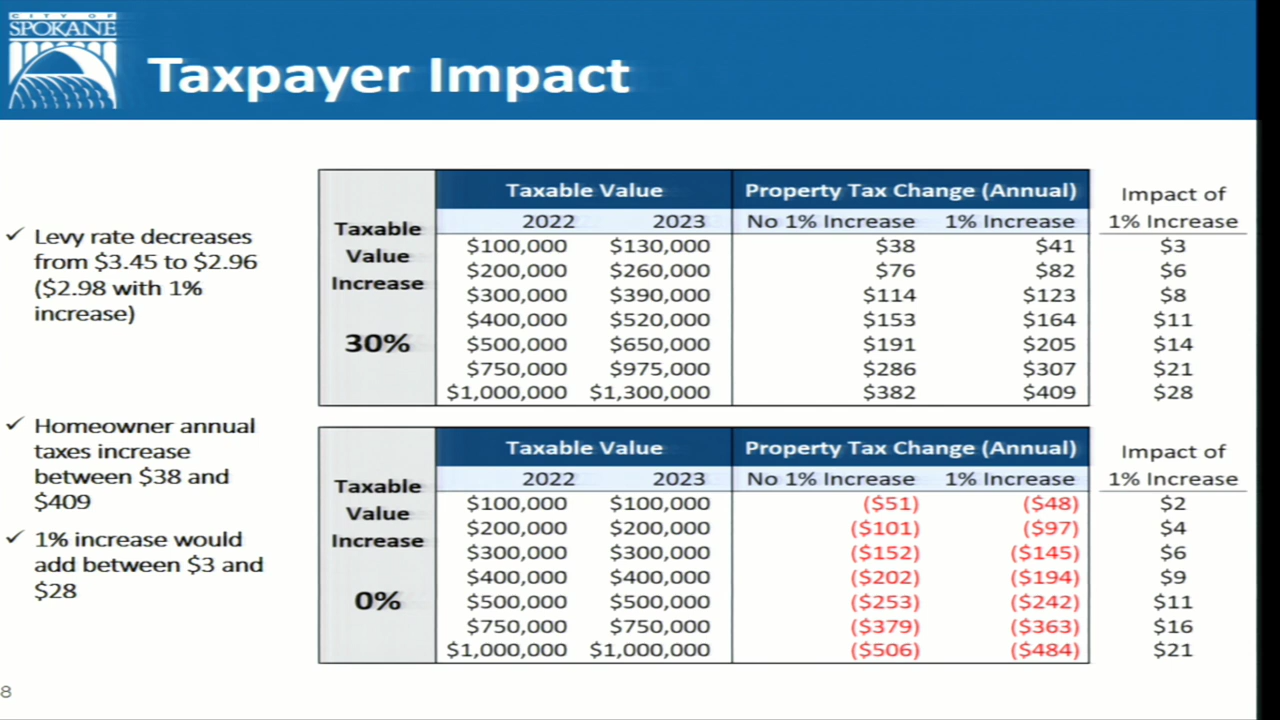 CITY OF
SPOKANE
Taxpayer Impact
✓ Levy rate decreases
from $3.45 to $2.96
($2.98 with 1%
increase)
✓ Homeowner annual
taxes increase
between $38 and
$409
✓ 1% increase would
add between $3 and
$28
Taxable
Value
Increase
30%
Taxable Value Property Tax Change (Annual) Impact of
2022 2023 No 1% Increase 1% Increase 1% Increase
$100,000 $130,000 $38 $41 $3
$200,000 $260,000 $76 $82 $6
$300,000 $390,000 $114 $123 $8
$400,000 $520,000 $153 $164 $11
$500,000 $650,000 $191 $205 $14
$750,000 $975,000 $286 $307 $21
$1,000,000 $1,300,000 $382 $409 $28
Taxable
Value
Increase
0%
Taxable Value Property Tax Change (Annual) Impact of
2022 2023 No 1% Increase 1% Increase 1% Increase
$100,000 $100,000 ($51) ($48) $2
$200,000 $200,000 ($101) ($97) $4
$300,000 $300,000 ($152) ($145) $6
$400,000 $400,000 ($202) ($194) $9
$500,000 $500,000 ($253) ($242) $11
$750,000 $750,000 ($379) ($363) $16
$1,000,000 $1,000,000 ($506) ($484) $21
8